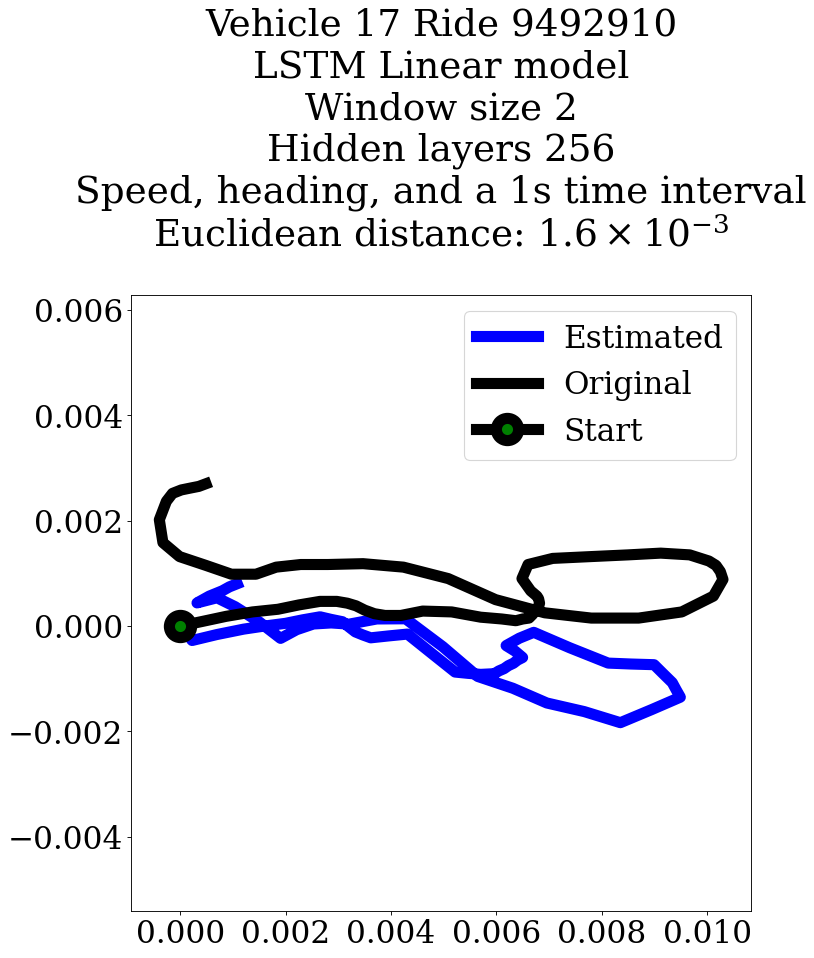 Vehicle 17 Ride 9492910
LSTM Linear model
Window size 2
Hidden layers 256
Speed, heading, and a 1s time interval
Euclidean distance: 1.6 × 10⁻³
0.006
0.004
0.002
0.000
−0.002
−0.004
Estimated
Original
Start
0.000 0.002 0.004 0.006 0.008 0.010